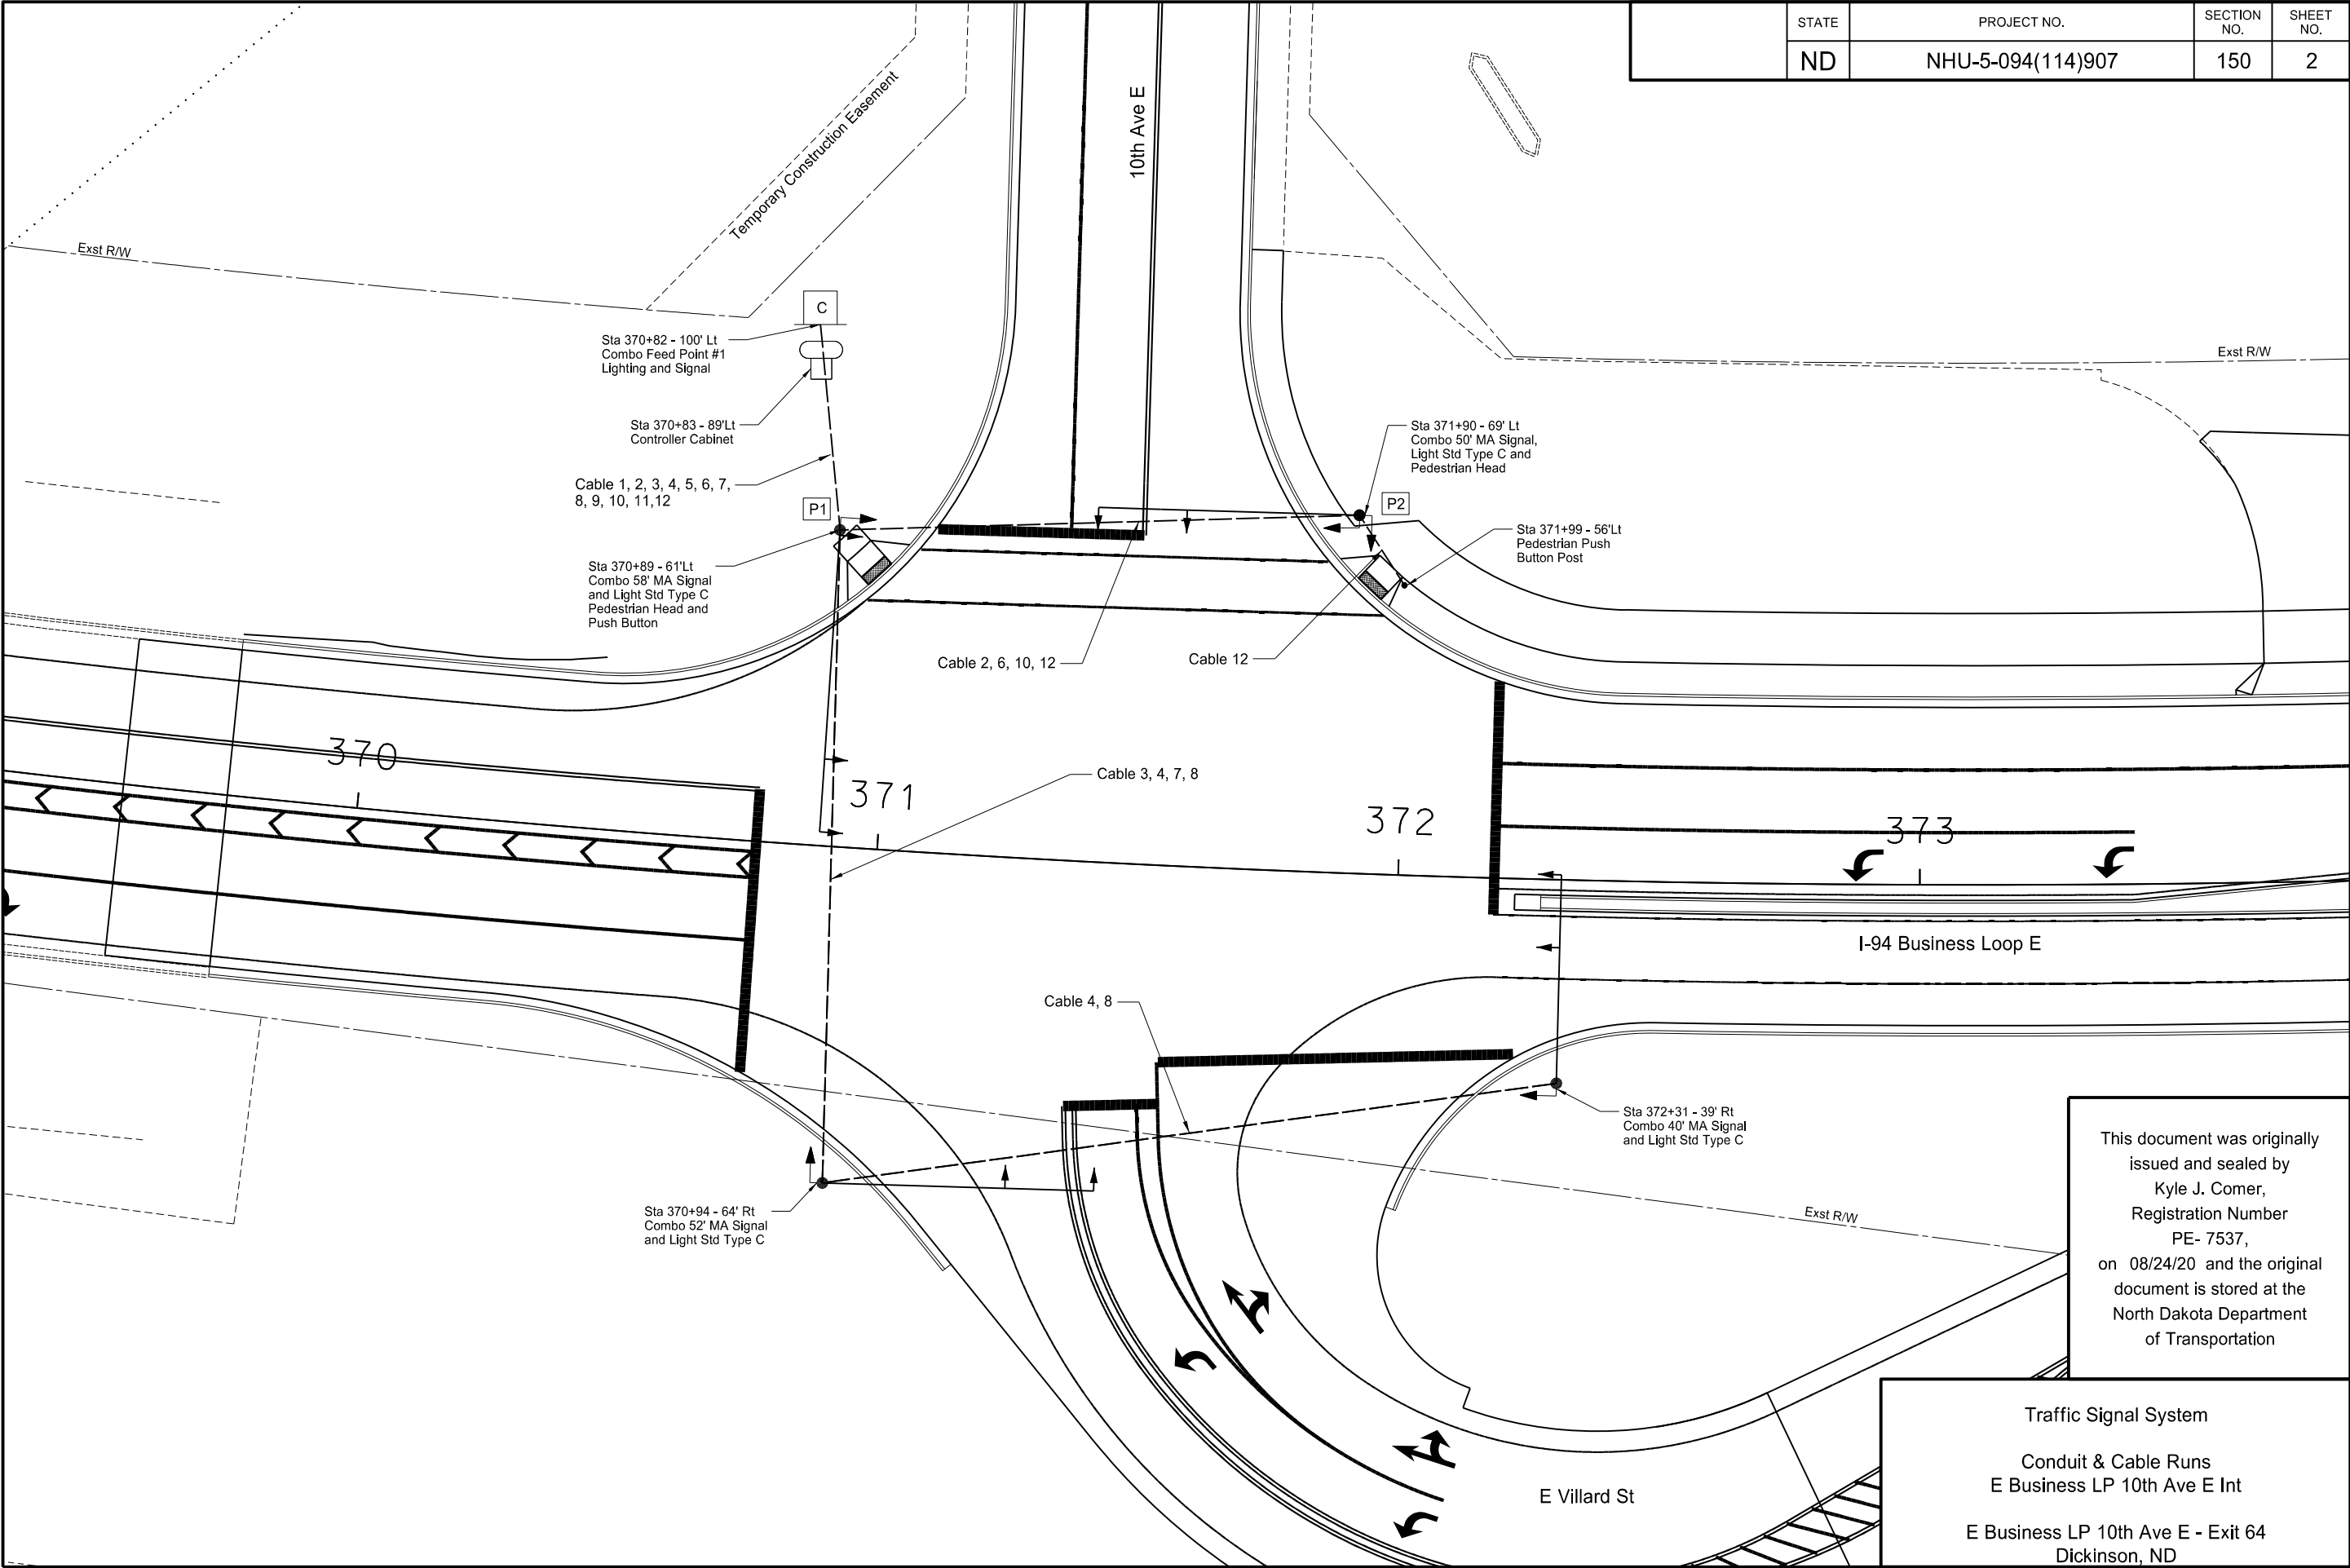 STATE
PROJECT NO.
SECTION
NO.
SHEET
NO.
ND
NHU-5-094(114)907
150
2
10th Ave E
Temporary Construction Easement
Exst R/W
C
Sta 370+82 - 100' Lt
Combo Feed Point #1
Lighting and Signal
Exst R/W
Sta 370+83 - 89'Lt
Controller Cabinet
Sta 371+90 - 69' Lt
Combo 50' MA Signal,
Light Std Type C and
Pedestrian Head
Cable 1, 2, 3, 4, 5, 6, 7,
8, 9, 10, 11,12
P1
P2
Sta 371+99 - 56'Lt
Pedestrian Push
Button Post
Sta 370+89 - 61'Lt
Combo 58' MA Signal
and Light Std Type C
Pedestrian Head and
Push Button
Cable 2, 6, 10, 12
Cable 12
370
Cable 3, 4, 7, 8
371
372
373
I-94 Business Loop E
Cable 4, 8
Sta 372+31 - 39' Rt
Combo 40' MA Signal
and Light Std Type C
Sta 370+94 - 64' Rt
Combo 52' MA Signal
and Light Std Type C
Exst R/W
This document was originally
issued and sealed by
Kyle J. Comer,
Registration Number
PE- 7537,
on 08/24/20 and the original
document is stored at the
North Dakota Department
of Transportation
E Villard St
Traffic Signal System
Conduit & Cable Runs
E Business LP 10th Ave E Int
E Business LP 10th Ave E - Exit 64
Dickinson, ND